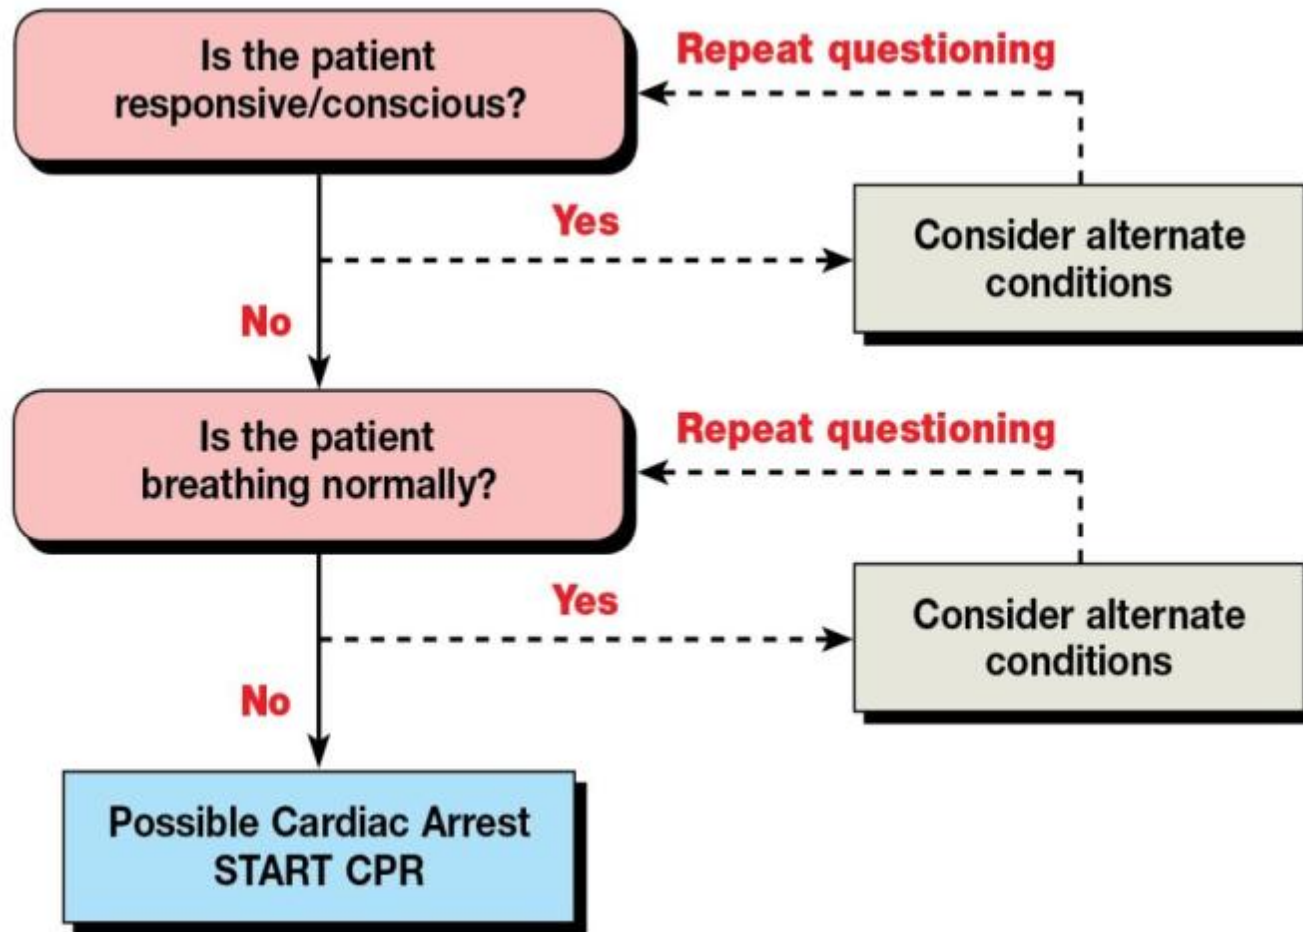 Is the patient
responsive/conscious?
Repeat questioning
Yes
Consider alternate
conditions
No
Is the patient
breathing normally?
Repeat questioning
Yes
Consider alternate
conditions
No
Possible Cardiac Arrest
START CPR